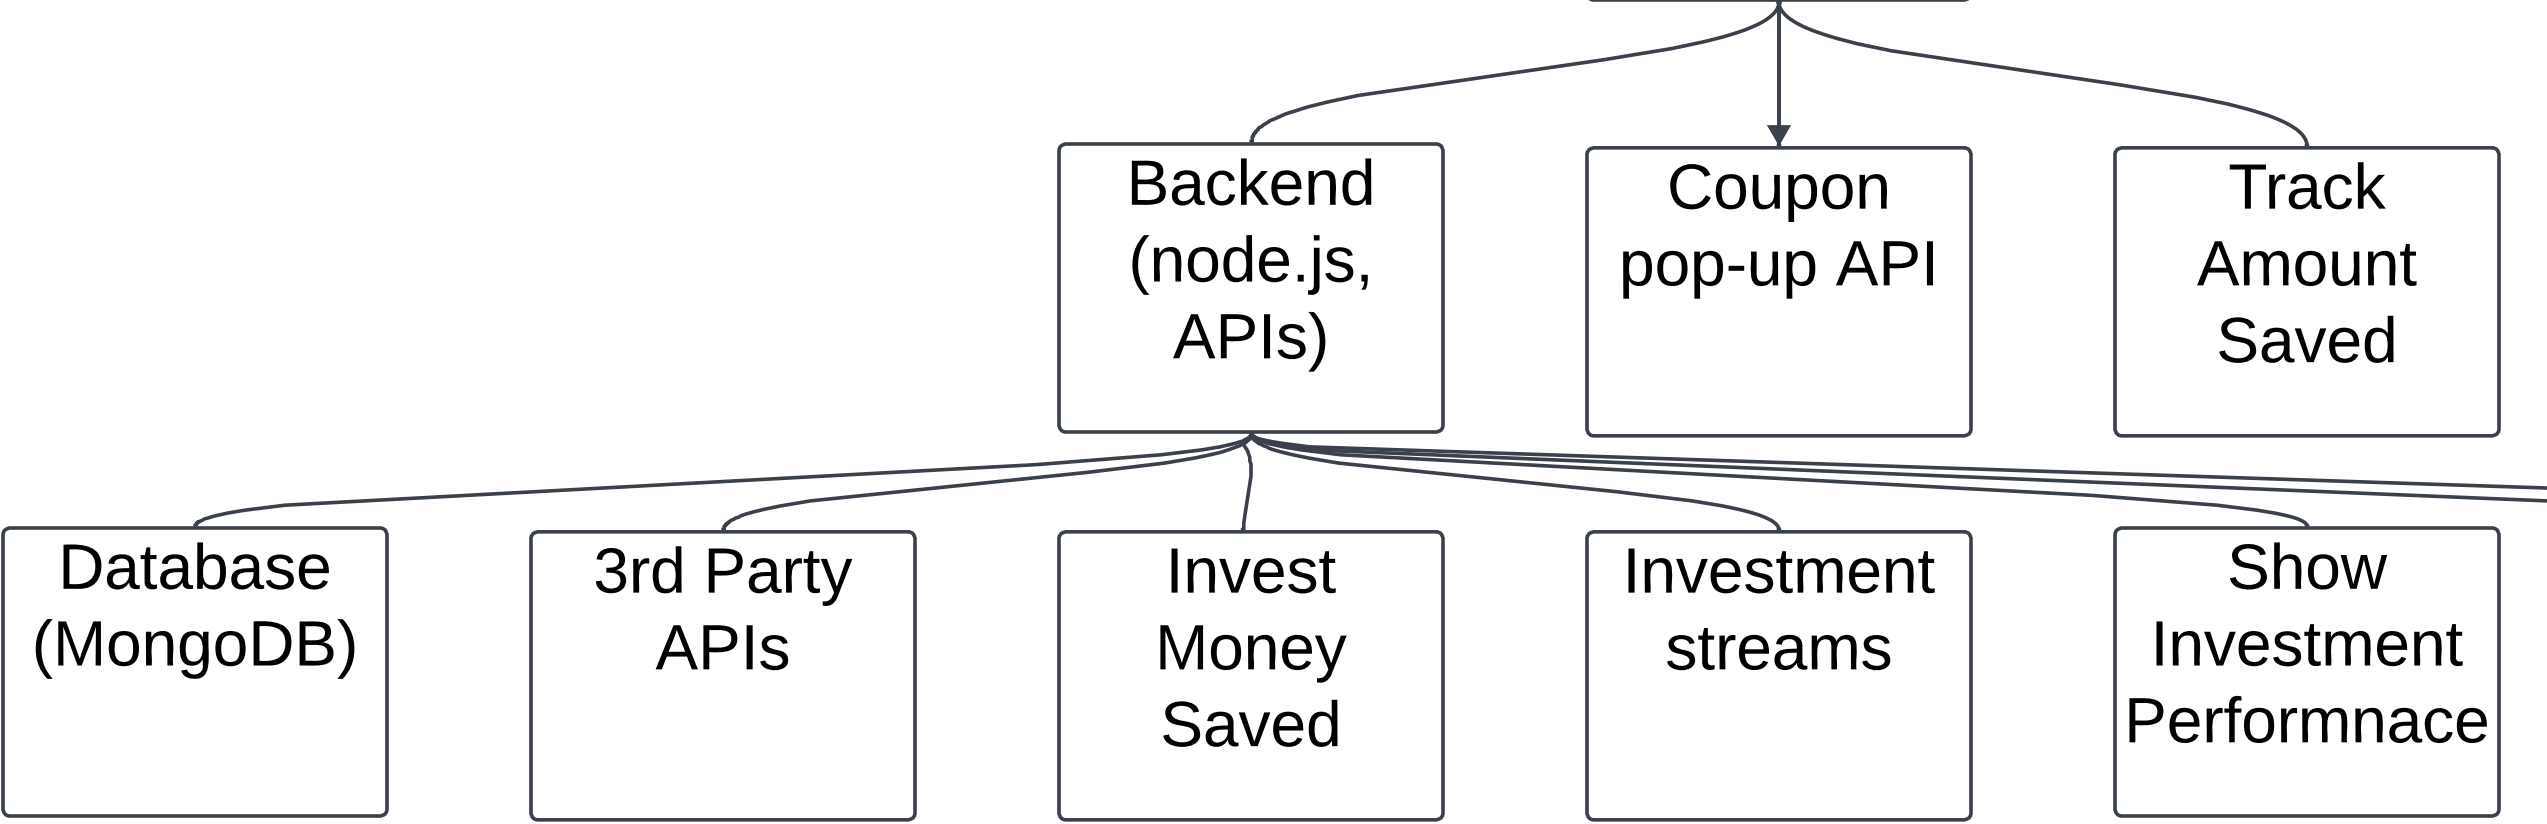 Backend
(node.js,
APIs)
Coupon
pop-up API
Track
Amount
Saved
Database
(MongoDB)
3rd Party
APIs
Invest
Money
Saved
Investment
streams
Show
Investment
Performnace